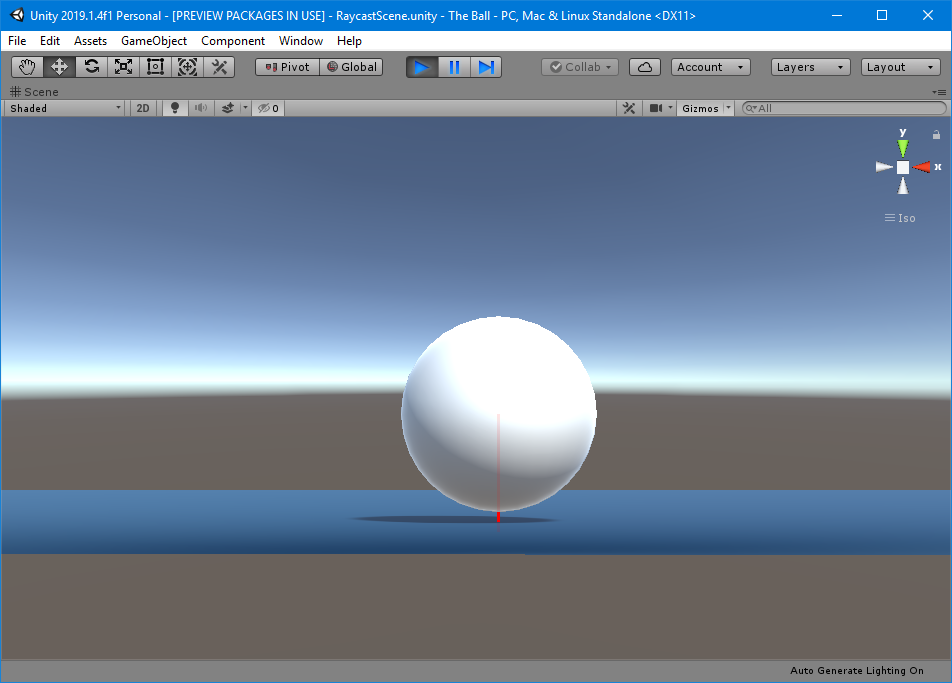 Unity 2019.1.4f1 Personal - [PREVIEW PACKAGES IN USE] - RaycastScene.unity - The Ball - PC, Mac & Linux Standalone <DX11>
File Edit Assets GameObject Component Window Help
Pivot Global Collab Account Layers Layout
Scene
Shaded 2D 0 Gizmos All
y
x
Iso
Auto Generate Lighting On